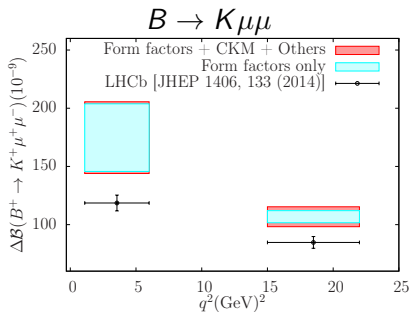 B → Kμμ
Form factors + CKM + Others
Form factors only
LHCb [JHEP 1406, 133 (2014)]
ΔB(B⁺ → K⁺μ⁺μ⁻)(10⁻⁹)
250
200
150
100
0 5 10 15 20 25
q²(GeV)²